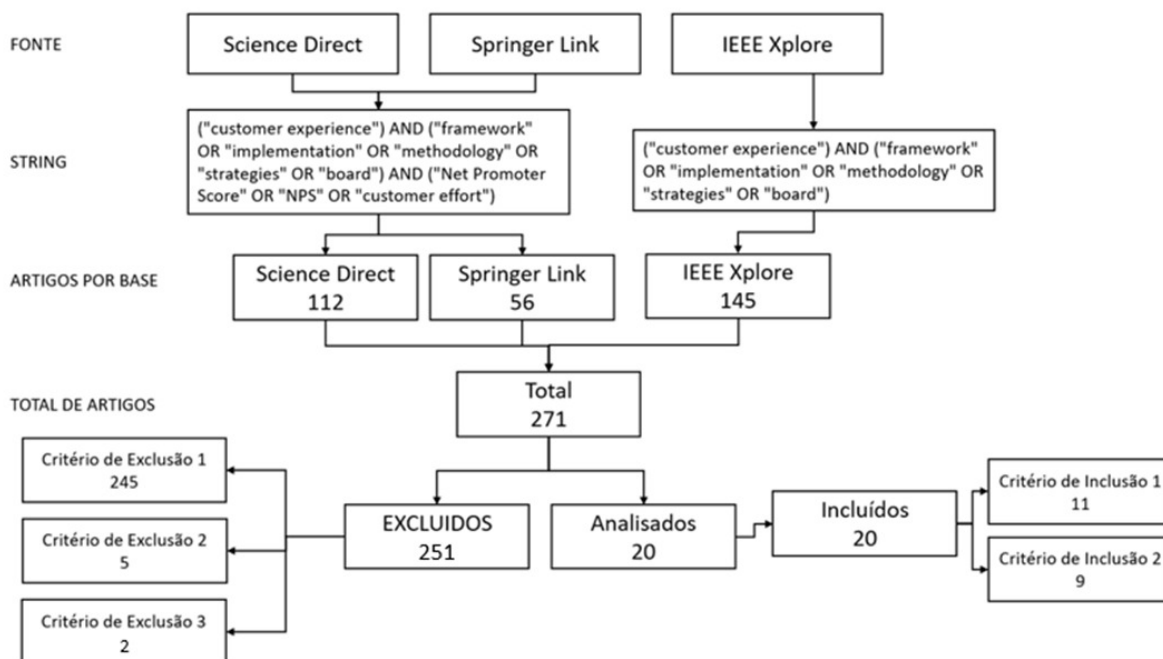 FONTE
Science Direct
Springer Link
IEEE Xplore
STRING
("customer experience") AND ("framework"
OR "implementation" OR "methodology" OR
"strategies" OR "board") AND ("Net Promoter
Score" OR "NPS" OR "customer effort")
("customer experience") AND ("framework"
OR "implementation" OR "methodology" OR
"strategies" OR "board")
ARTIGOS POR BASE
Science Direct
112
Springer Link
56
IEEE Xplore
145
Total
271
TOTAL DE ARTIGOS
Critério de Exclusão 1
245
Critério de Exclusão 2
5
Critério de Exclusão 3
2
EXCLUIDOS
251
Analisados
20
Incluídos
20
Critério de Inclusão 1
11
Critério de Inclusão 2
9